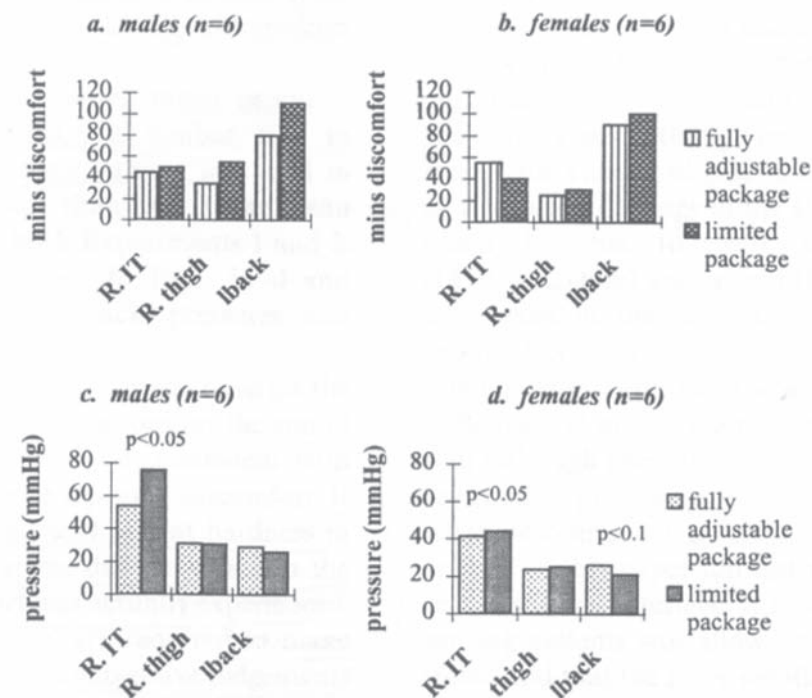 a. males (n=6)
b. females (n=6)
mins discomfort
120
100
80
60
40
20
0
R. IT
R. thigh
lback
mins discomfort
120
100
80
60
40
20
0
R. IT
R. thigh
lback
fully
adjustable
package
limited
package
c. males (n=6)
d. females (n=6)
pressure (mmHg)
80
60
40
20
0
p<0.05
R. IT
R. thigh
lback
pressure (mmHg)
80
60
40
20
0
p<0.05
p<0.1
R. IT
thigh
lback
fully
adjustable
package
limited
package